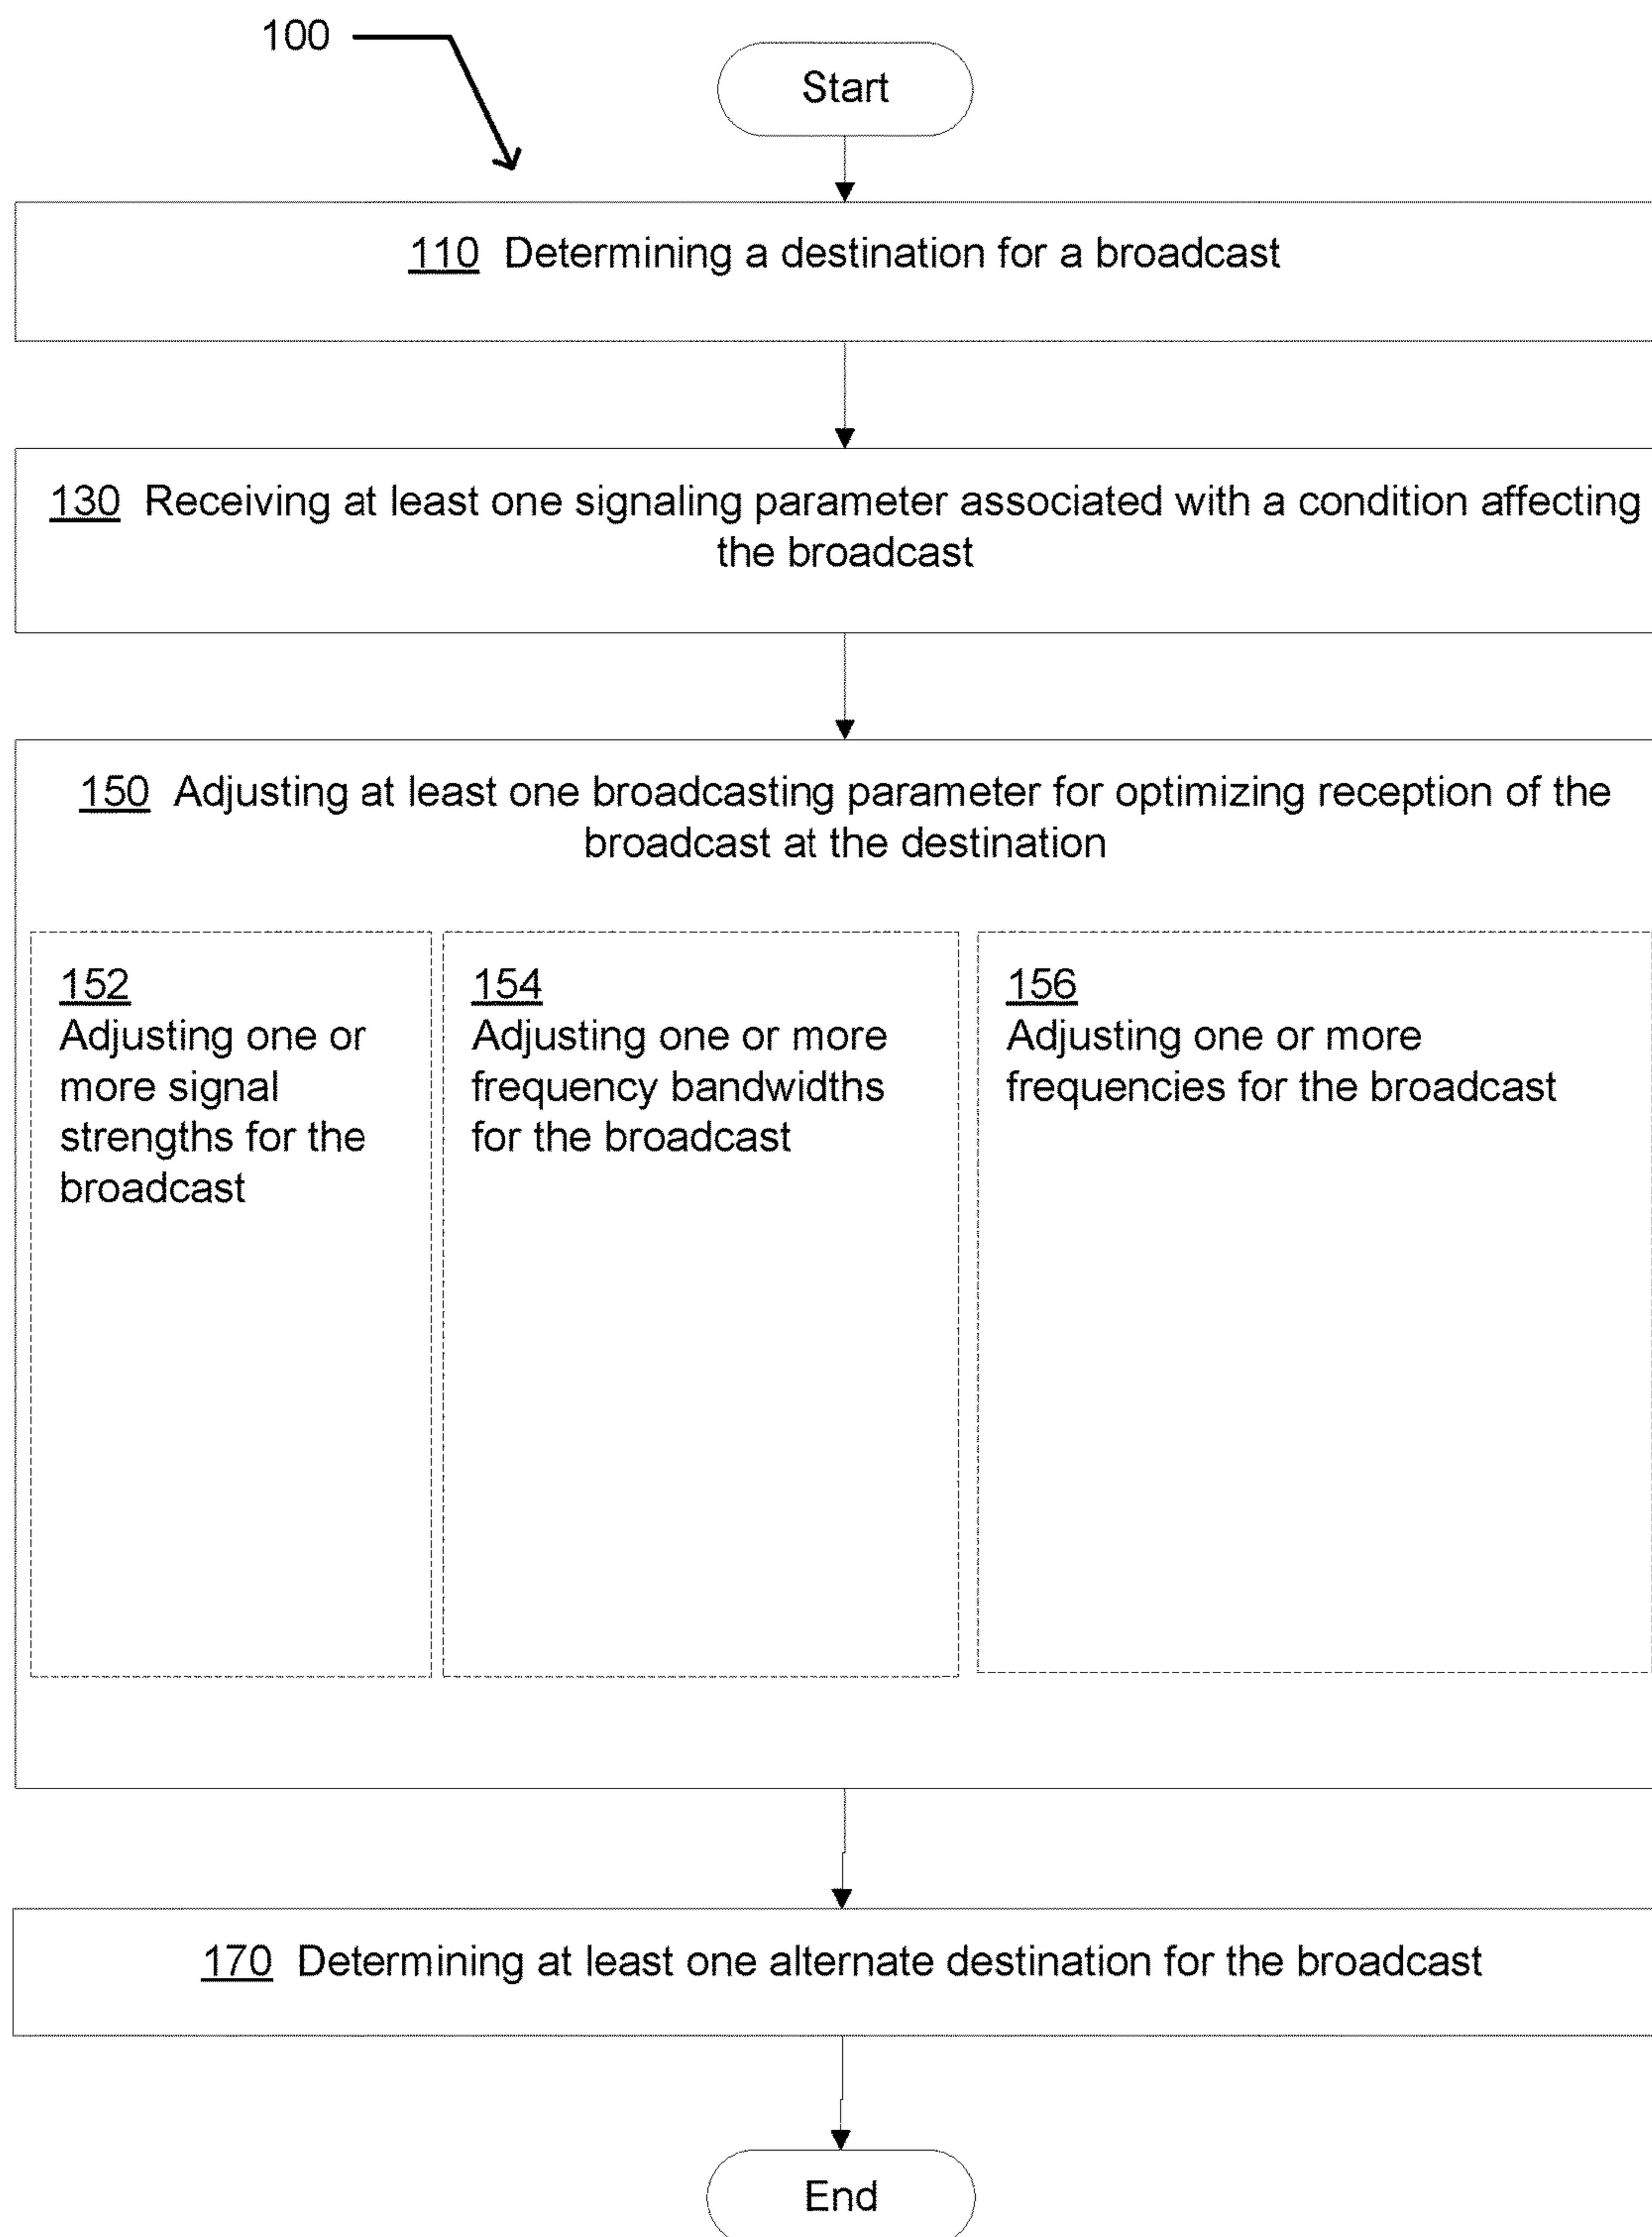 100
Start
110 Determining a destination for a broadcast
130 Receiving at least one signaling parameter associated with a condition affecting
the broadcast
150 Adjusting at least one broadcasting parameter for optimizing reception of the
broadcast at the destination
152
Adjusting one or
more signal
strengths for the
broadcast
154
Adjusting one or more
frequency bandwidths
for the broadcast
156
Adjusting one or more
frequencies for the broadcast
170 Determining at least one alternate destination for the broadcast
End